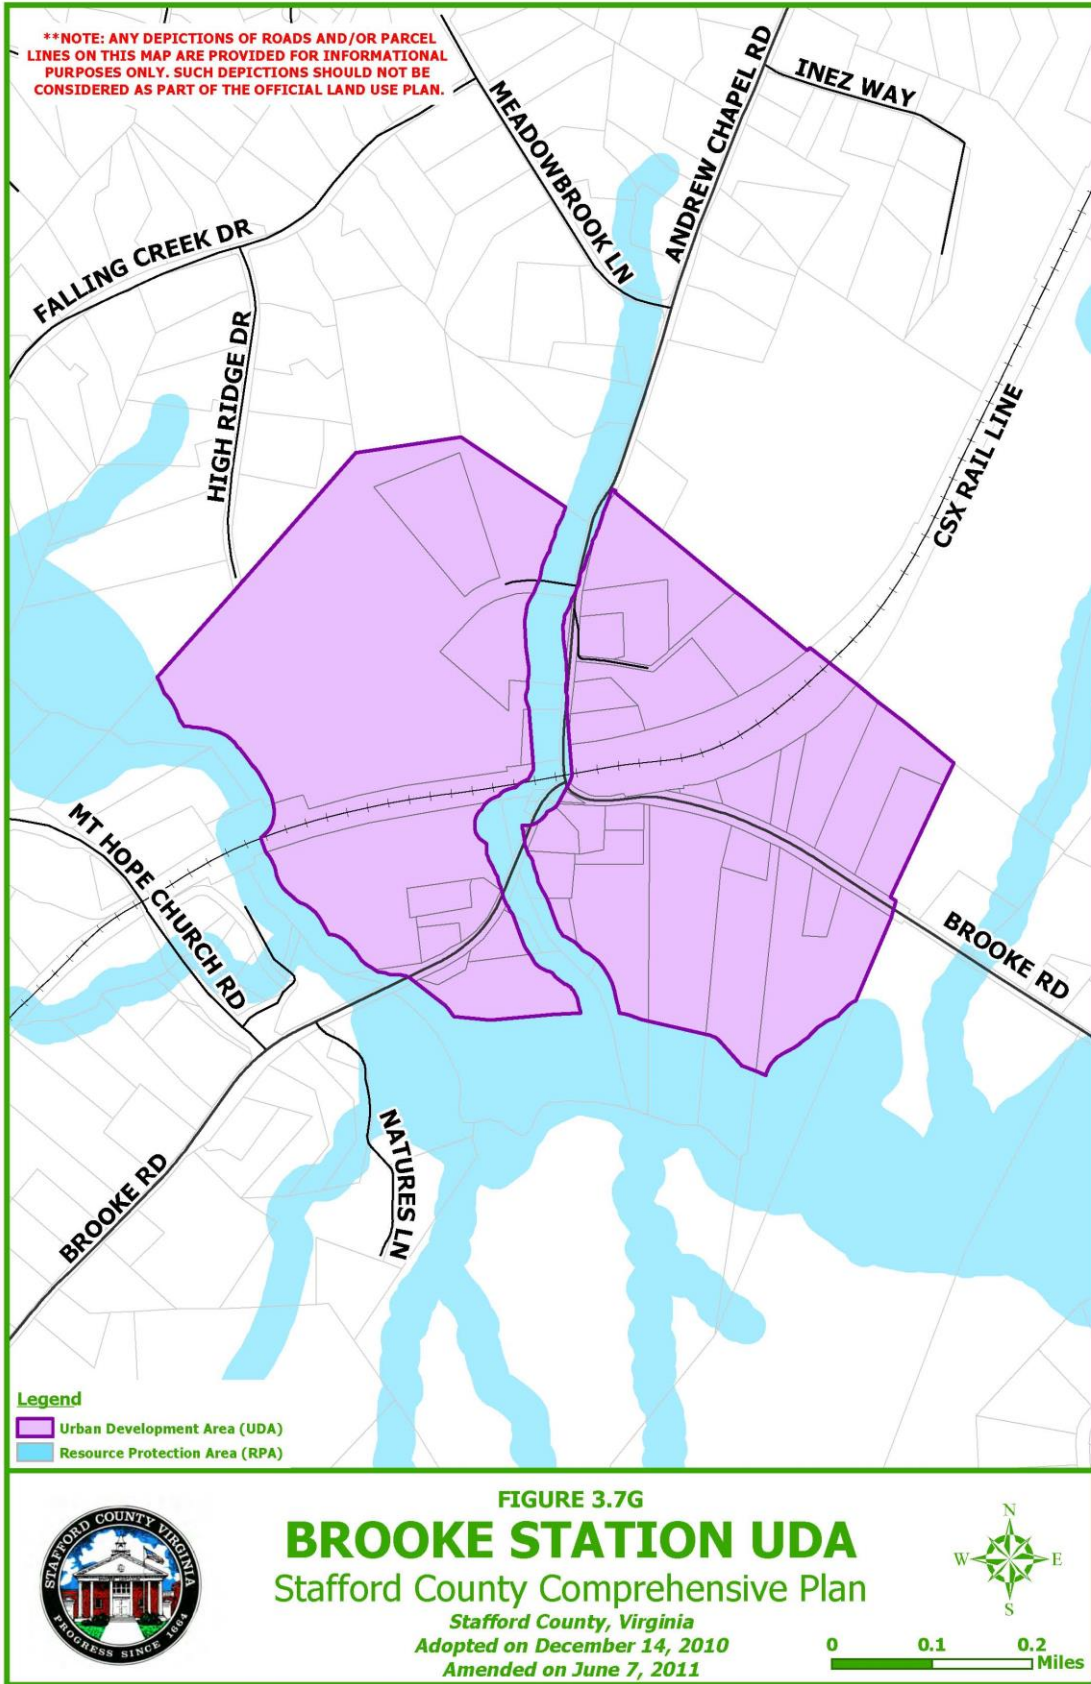 **NOTE: ANY DEPICTIONS OF ROADS AND/OR PARCEL
LINES ON THIS MAP ARE PROVIDED FOR INFORMATIONAL
PURPOSES ONLY. SUCH DEPICTIONS SHOULD NOT BE
CONSIDERED AS PART OF THE OFFICIAL LAND USE PLAN.
INEZ WAY
MEADOWBROOK LN
ANDREW CHAPEL RD
FALLING CREEK DR
HIGH RIDGE DR
CSX RAIL LINE
MT HOPE CHURCH RD
BROOKE RD
NATURES LN
BROOKE RD
Legend
Urban Development Area (UDA)
Resource Protection Area (RPA)
STAFFORD COUNTY VIRGINIA
PROGRESS SINCE 1664
FIGURE 3.7G
BROOKE STATION UDA
Stafford County Comprehensive Plan
Stafford County, Virginia
Adopted on December 14, 2010
Amended on June 7, 2011
N
W E
S
0 0.1 0.2
Miles